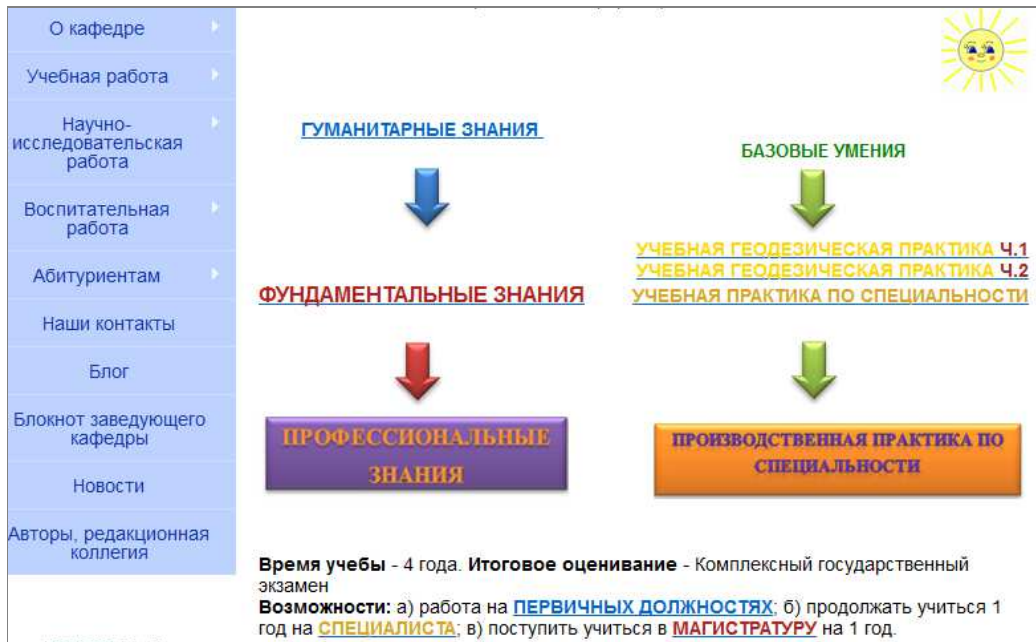 О кафедре
Учебная работа
Научно-
исследовательская
работа
Воспитательная
работа
Абитуриентам
Наши контакты
Блог
Блокнот заведующего
кафедры
Новости
Авторы, редакционная
коллегия
ГУМАНИТАРНЫЕ ЗНАНИЯ
ФУНДАМЕНТАЛЬНЫЕ ЗНАНИЯ
ПРОФЕССИОНАЛЬНЫЕ
ЗНАНИЯ
БАЗОВЫЕ УМЕНИЯ
УЧЕБНАЯ ГЕОДЕЗИЧЕСКАЯ ПРАКТИКА Ч.1
УЧЕБНАЯ ГЕОДЕЗИЧЕСКАЯ ПРАКТИКА Ч.2
УЧЕБНАЯ ПРАКТИКА ПО СПЕЦИАЛЬНОСТИ
ПРОИЗВОДСТВЕННАЯ ПРАКТИКА ПО
СПЕЦИАЛЬНОСТИ
Время учебы - 4 года. Итоговое оценивание - Комплексный государственный
экзамен
Возможности: а) работа на ПЕРВИЧНЫХ ДОЛЖНОСТЯХ; б) продолжать учиться 1
год на СПЕЦИАЛИСТА; в) поступить учиться в МАГИСТРАТУРУ на 1 год.